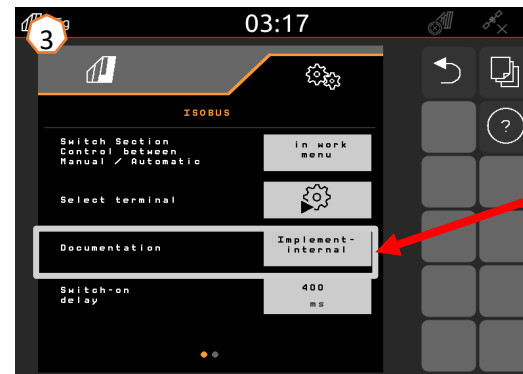 3
03:17
ISOBUS
Switch Section
Control between
Manual / Automatic
in work
menu
Select terminal
Documentation
Implement-
internal
Switch-on
delay
400
ms
?